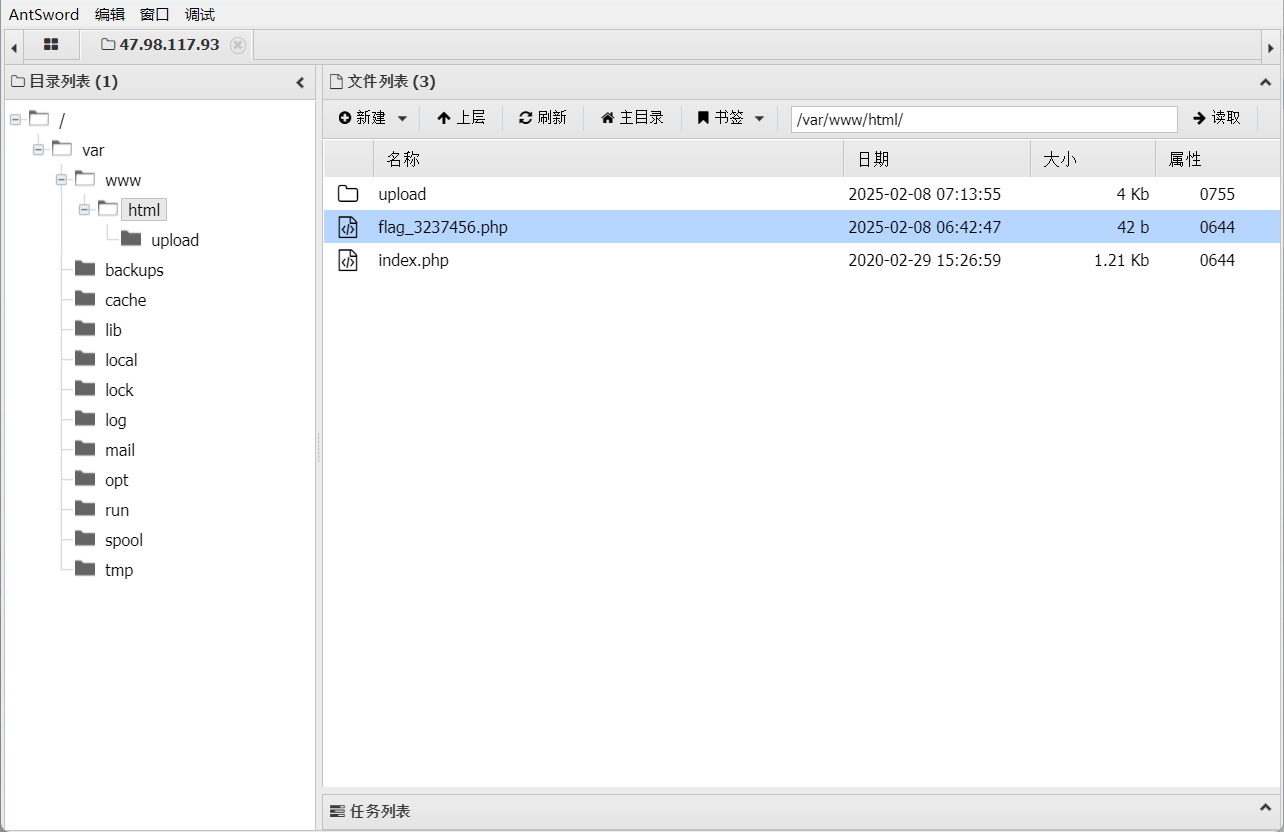 AntSword 编辑 窗口 调试
47.98.117.93
目录列表 (1)
/
var
www
html
upload
backups
cache
lib
local
lock
log
mail
opt
run
spool
tmp
文件列表 (3)
新建 上层 刷新 主目录 书签 /var/www/html/ 读取
名称 日期 大小 属性
upload 2025-02-08 07:13:55 4 Kb 0755
flag_3237456.php 2025-02-08 06:42:47 42 b 0644
index.php 2020-02-29 15:26:59 1.21 Kb 0644
任务列表